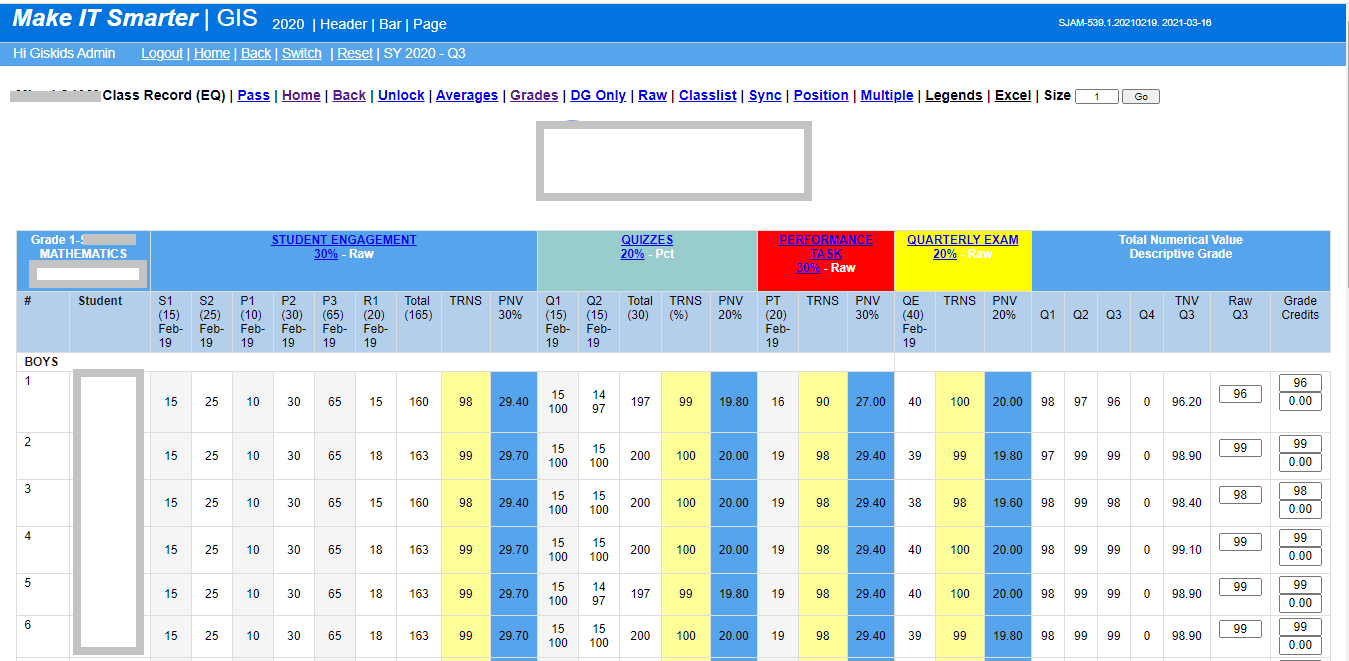 Make IT Smarter | GIS 2020 | Header | Bar | Page SJAM-539.1.20210219. 2021-03-16
Hi Giskids Admin Logout | Home | Back | Switch | Reset | SY 2020 - Q3
Class Record (EQ) | Pass | Home | Back | Unlock | Averages | Grades | DG Only | Raw | Classlist | Sync | Position | Multiple | Legends | Excel | Size 1 Go
Grade 1- STUDENT ENGAGEMENT QUIZZES PERFORMANCE QUARTERLY EXAM Total Numerical Value
MATHEMATICS 30% - Raw 20% - Pct TASK 20% - Raw Descriptive Grade
30% - Raw
# Student S1 S2 P1 P2 P3 R1 Total TRNS PNV Q1 Q2 Total TRNS PNV PT TRNS PNV QE TRNS PNV TNV Raw Grade
(15) (25) (10) (30) (65) (20) (165) 30% (15) (15) (30) (%) 20% (20) 30% (40) 20% Q1 Q2 Q3 Q4 Q3 Q3 Credits
Feb- Feb- Feb- Feb- Feb- Feb- Feb- Feb- Feb- Feb-
19 19 19 19 19 19 19 19 19 19
BOYS
1 15 25 10 30 65 15 160 98 29.40 15 100 14 97 197 99 19.80 16 90 27.00 40 100 20.00 98 97 96 0 96.20 96 96 0.00
2 15 25 10 30 65 18 163 99 29.70 15 100 15 100 200 100 20.00 19 98 29.40 39 99 19.80 97 99 99 0 98.90 99 99 0.00
3 15 25 10 30 65 15 160 98 29.40 15 100 15 100 200 100 20.00 19 98 29.40 38 98 19.60 98 99 98 0 98.40 98 98 0.00
4 15 25 10 30 65 18 163 99 29.70 15 100 15 100 200 100 20.00 19 98 29.40 40 100 20.00 98 99 99 0 99.10 99 99 0.00
5 15 25 10 30 65 18 163 99 29.70 15 100 14 97 197 99 19.80 19 98 29.40 40 100 20.00 98 99 99 0 98.90 99 99 0.00
6 15 25 10 30 65 18 163 99 29.70 15 100 15 100 200 100 20.00 19 98 29.40 39 99 19.80 98 99 99 0 98.90 99 99 0.00